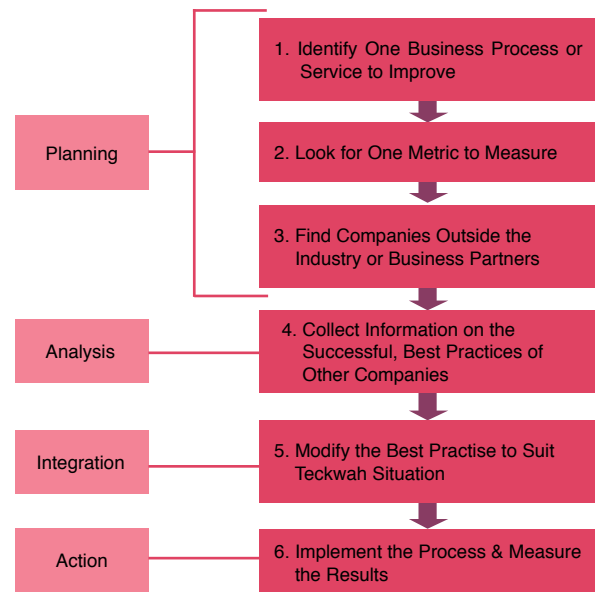 1. Identify One Business Process or
Service to Improve
Planning
2. Look for One Metric to Measure
3. Find Companies Outside the
Industry or Business Partners
Analysis
4. Collect Information on the
Successful, Best Practices of
Other Companies
Integration
5. Modify the Best Practise to Suit
Teckwah Situation
Action
6. Implement the Process & Measure
the Results